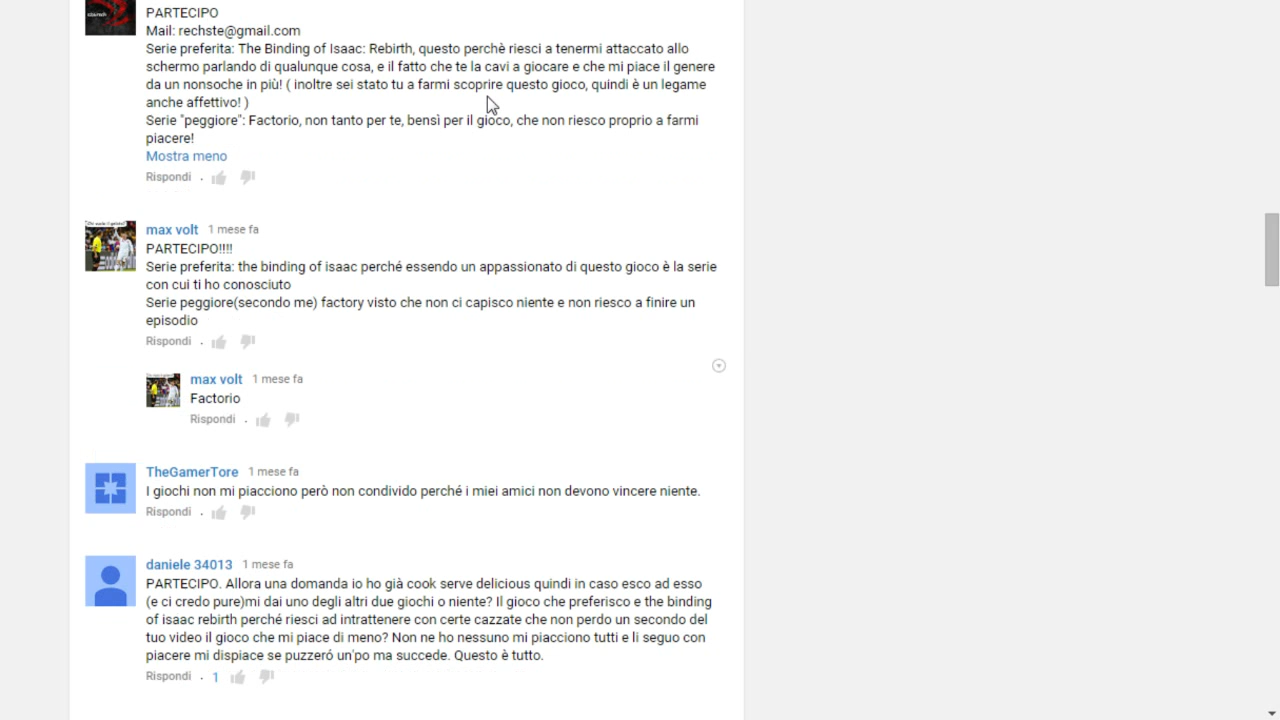 PARTECIPO
Mail: rechste@gmail.com
Serie preferita: The Binding of Isaac: Rebirth, questo perchè riesci a tenermi attaccato allo
schermo parlando di qualunque cosa, e il fatto che te la cavi a giocare e che mi piace il genere
da un nonsoche in più! ( inoltre sei stato tu a farmi scoprire questo gioco, quindi è un legame
anche affettivo! )
Serie "peggiore": Factorio, non tanto per te, bensì per il gioco, che non riesco proprio a farmi
piacere!
Mostra meno
Rispondi .
max volt 1 mese fa
PARTECIPO!!!!
Serie preferita: the binding of isaac perché essendo un appassionato di questo gioco è la serie
con cui ti ho conosciuto
Serie peggiore(secondo me) factory visto che non ci capisco niente e non riesco a finire un
episodio
Rispondi .
max volt 1 mese fa
Factorio
Rispondi .
TheGamerTore 1 mese fa
I giochi non mi piacciono però non condivido perché i miei amici non devono vincere niente.
Rispondi .
daniele 34013 1 mese fa
PARTECIPO. Allora una domanda io ho già cook serve delicious quindi in caso esco ad esso
(e ci credo pure)mi dai uno degli altri due giochi o niente? Il gioco che preferisco e the binding
of isaac rebirth perché riesci ad intrattenere con certe cazzate che non perdo un secondo del
tuo video il gioco che mi piace di meno? Non ne ho nessuno mi piacciono tutti e li seguo con
piacere mi dispiace se puzzeró un'po ma succede. Questo è tutto.
Rispondi . 1